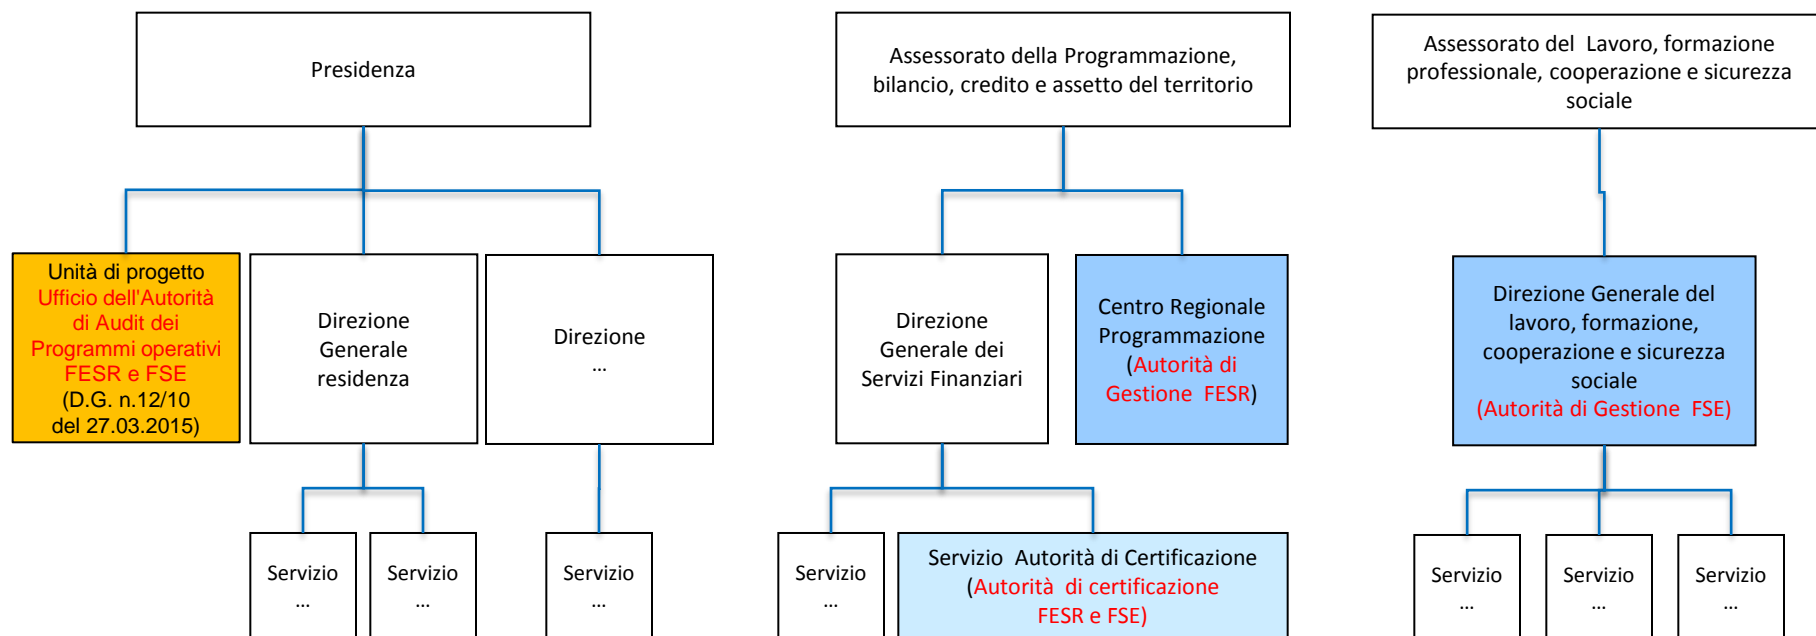 Presidenza
Assessorato della Programmazione,
bilancio, credito e assetto del territorio
Assessorato del Lavoro, formazione
professionale, cooperazione e sicurezza
sociale
Unità di progetto
Ufficio dell'Autorità
di Audit dei
Programmi operativi
FESR e FSE
(D.G. n.12/10
del 27.03.2015)
Direzione
Generale
residenza
Direzione
...
Direzione
Generale dei
Servizi Finanziari
Centro Regionale
Programmazione
(Autorità di
Gestione FESR)
Direzione Generale del
lavoro, formazione,
cooperazione e sicurezza
sociale
(Autorità di Gestione FSE)
Servizio
...
Servizio
...
Servizio
...
Servizio
...
Servizio Autorità di Certificazione
(Autorità di certificazione
FESR e FSE)
Servizio
...
Servizio
...
Servizio
...